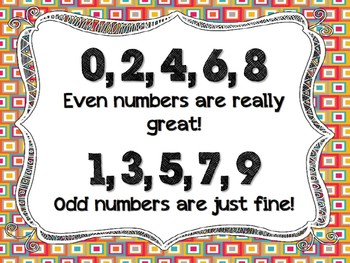 0,2,4,6,8
Even numbers are really
great!
1,3,5,7,9
Odd numbers are just fine!